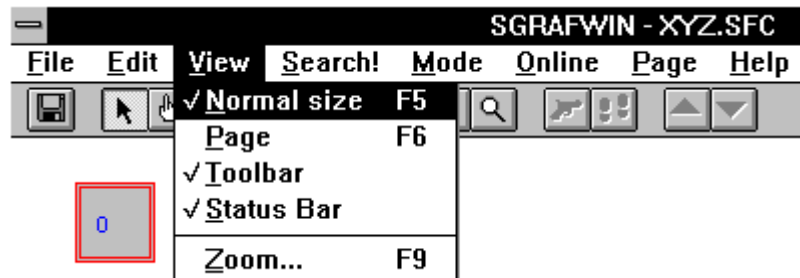 SGRAFWIN - XYZ.SFC
File Edit View Search! Mode Online Page Help
✓Normal size F5
Page F6
✓Toolbar
✓Status Bar
0
Zoom... F9